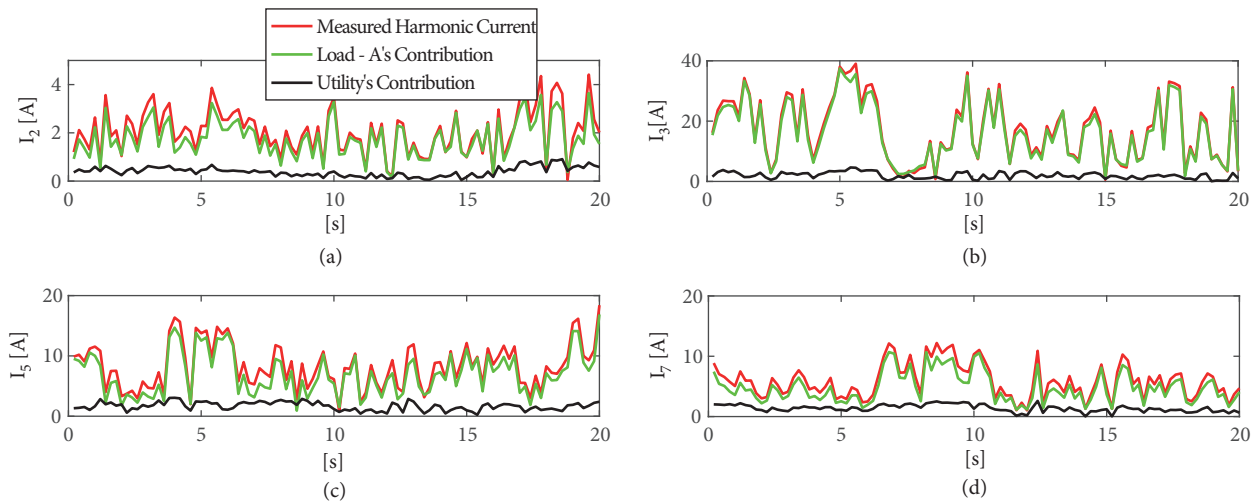 Measured Harmonic Current
Load - A's Contribution
Utility's Contribution
I2 [A]
4
2
0
0 5 10 15 20
[s]
(a)
I3 [A]
40
20
0
0 5 10 15 20
[s]
(b)
I5 [A]
20
10
0
0 5 10 15 20
[s]
(c)
I7 [A]
20
10
0
0 5 10 15 20
[s]
(d)